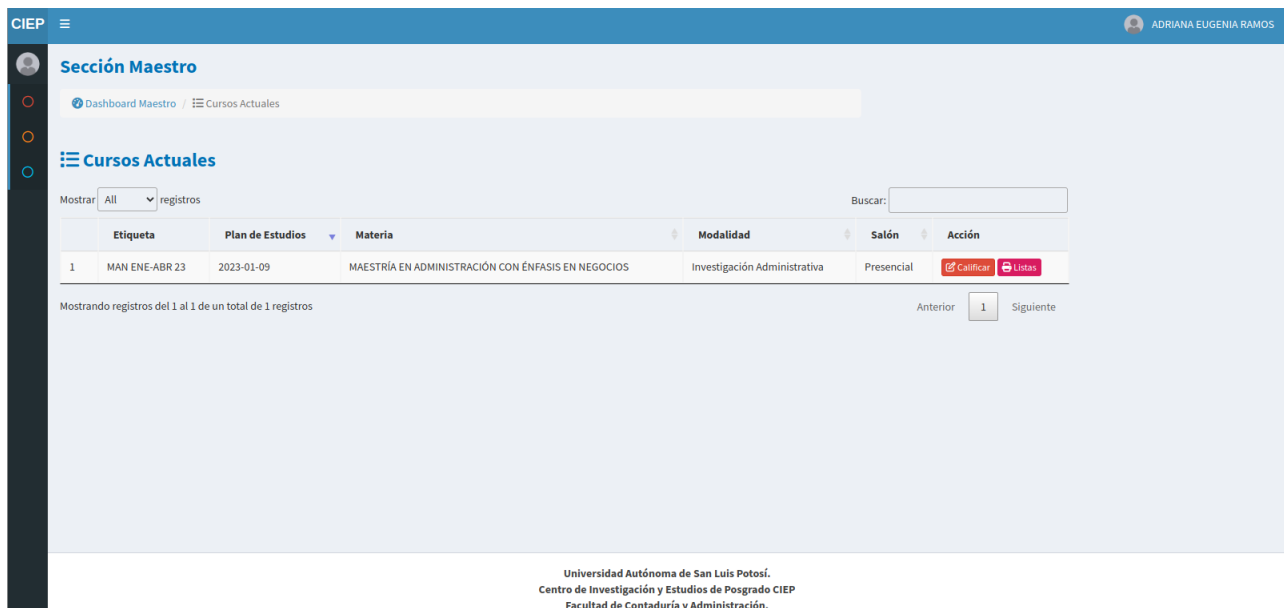 CIEP ADRIANA EUGENIA RAMOS
Sección Maestro
Dashboard Maestro / Cursos Actuales
Cursos Actuales
Mostrar All registros Buscar:
Etiqueta Plan de Estudios Materia Modalidad Salón Acción
1 MAN ENE-ABR 23 2023-01-09 MAESTRÍA EN ADMINISTRACIÓN CON ÉNFASIS EN NEGOCIOS Investigación Administrativa Presencial Calificar Listas
Mostrando registros del 1 al 1 de un total de 1 registros Anterior 1 Siguiente
Universidad Autónoma de San Luis Potosí.
Centro de Investigación y Estudios de Posgrado CIEP
Facultad de Contaduría y Administración.